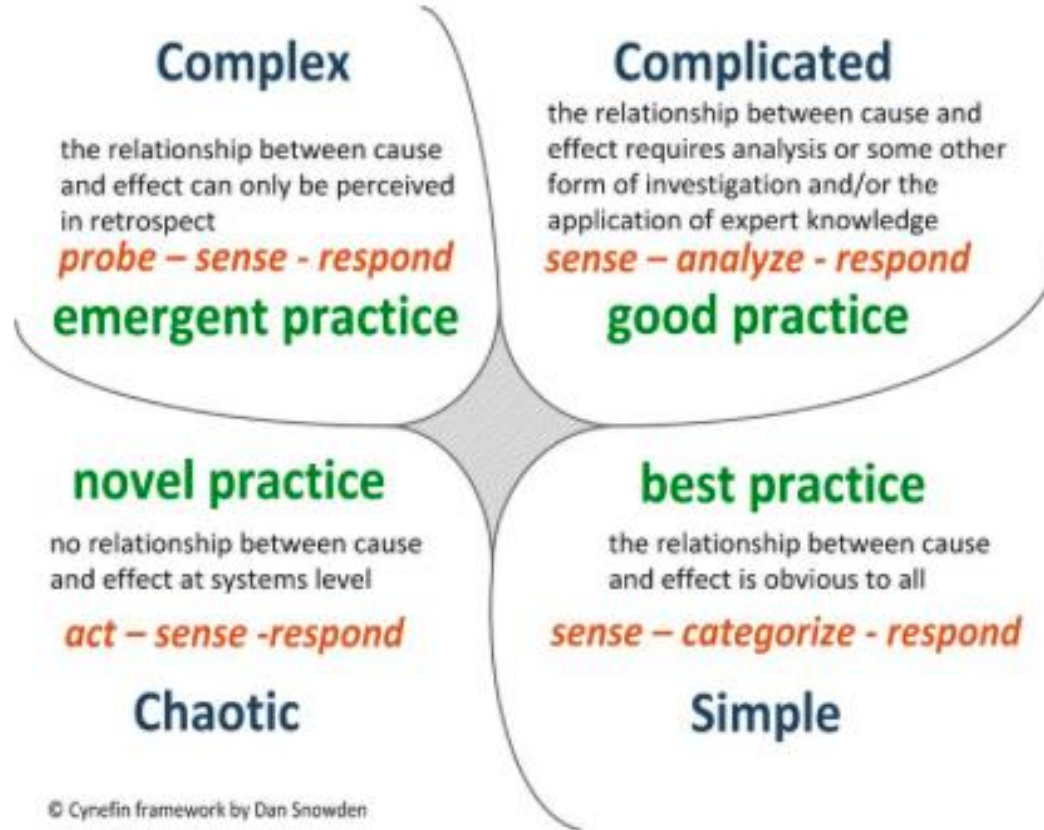 Complex
the relationship between cause
and effect can only be perceived
in retrospect
probe – sense - respond
emergent practice
Complicated
the relationship between cause and
effect requires analysis or some other
form of investigation and/or the
application of expert knowledge
sense – analyze - respond
good practice
novel practice
no relationship between cause
and effect at systems level
act – sense -respond
Chaotic
best practice
the relationship between cause
and effect is obvious to all
sense – categorize - respond
Simple
© Cynefin framework by Dan Snowden